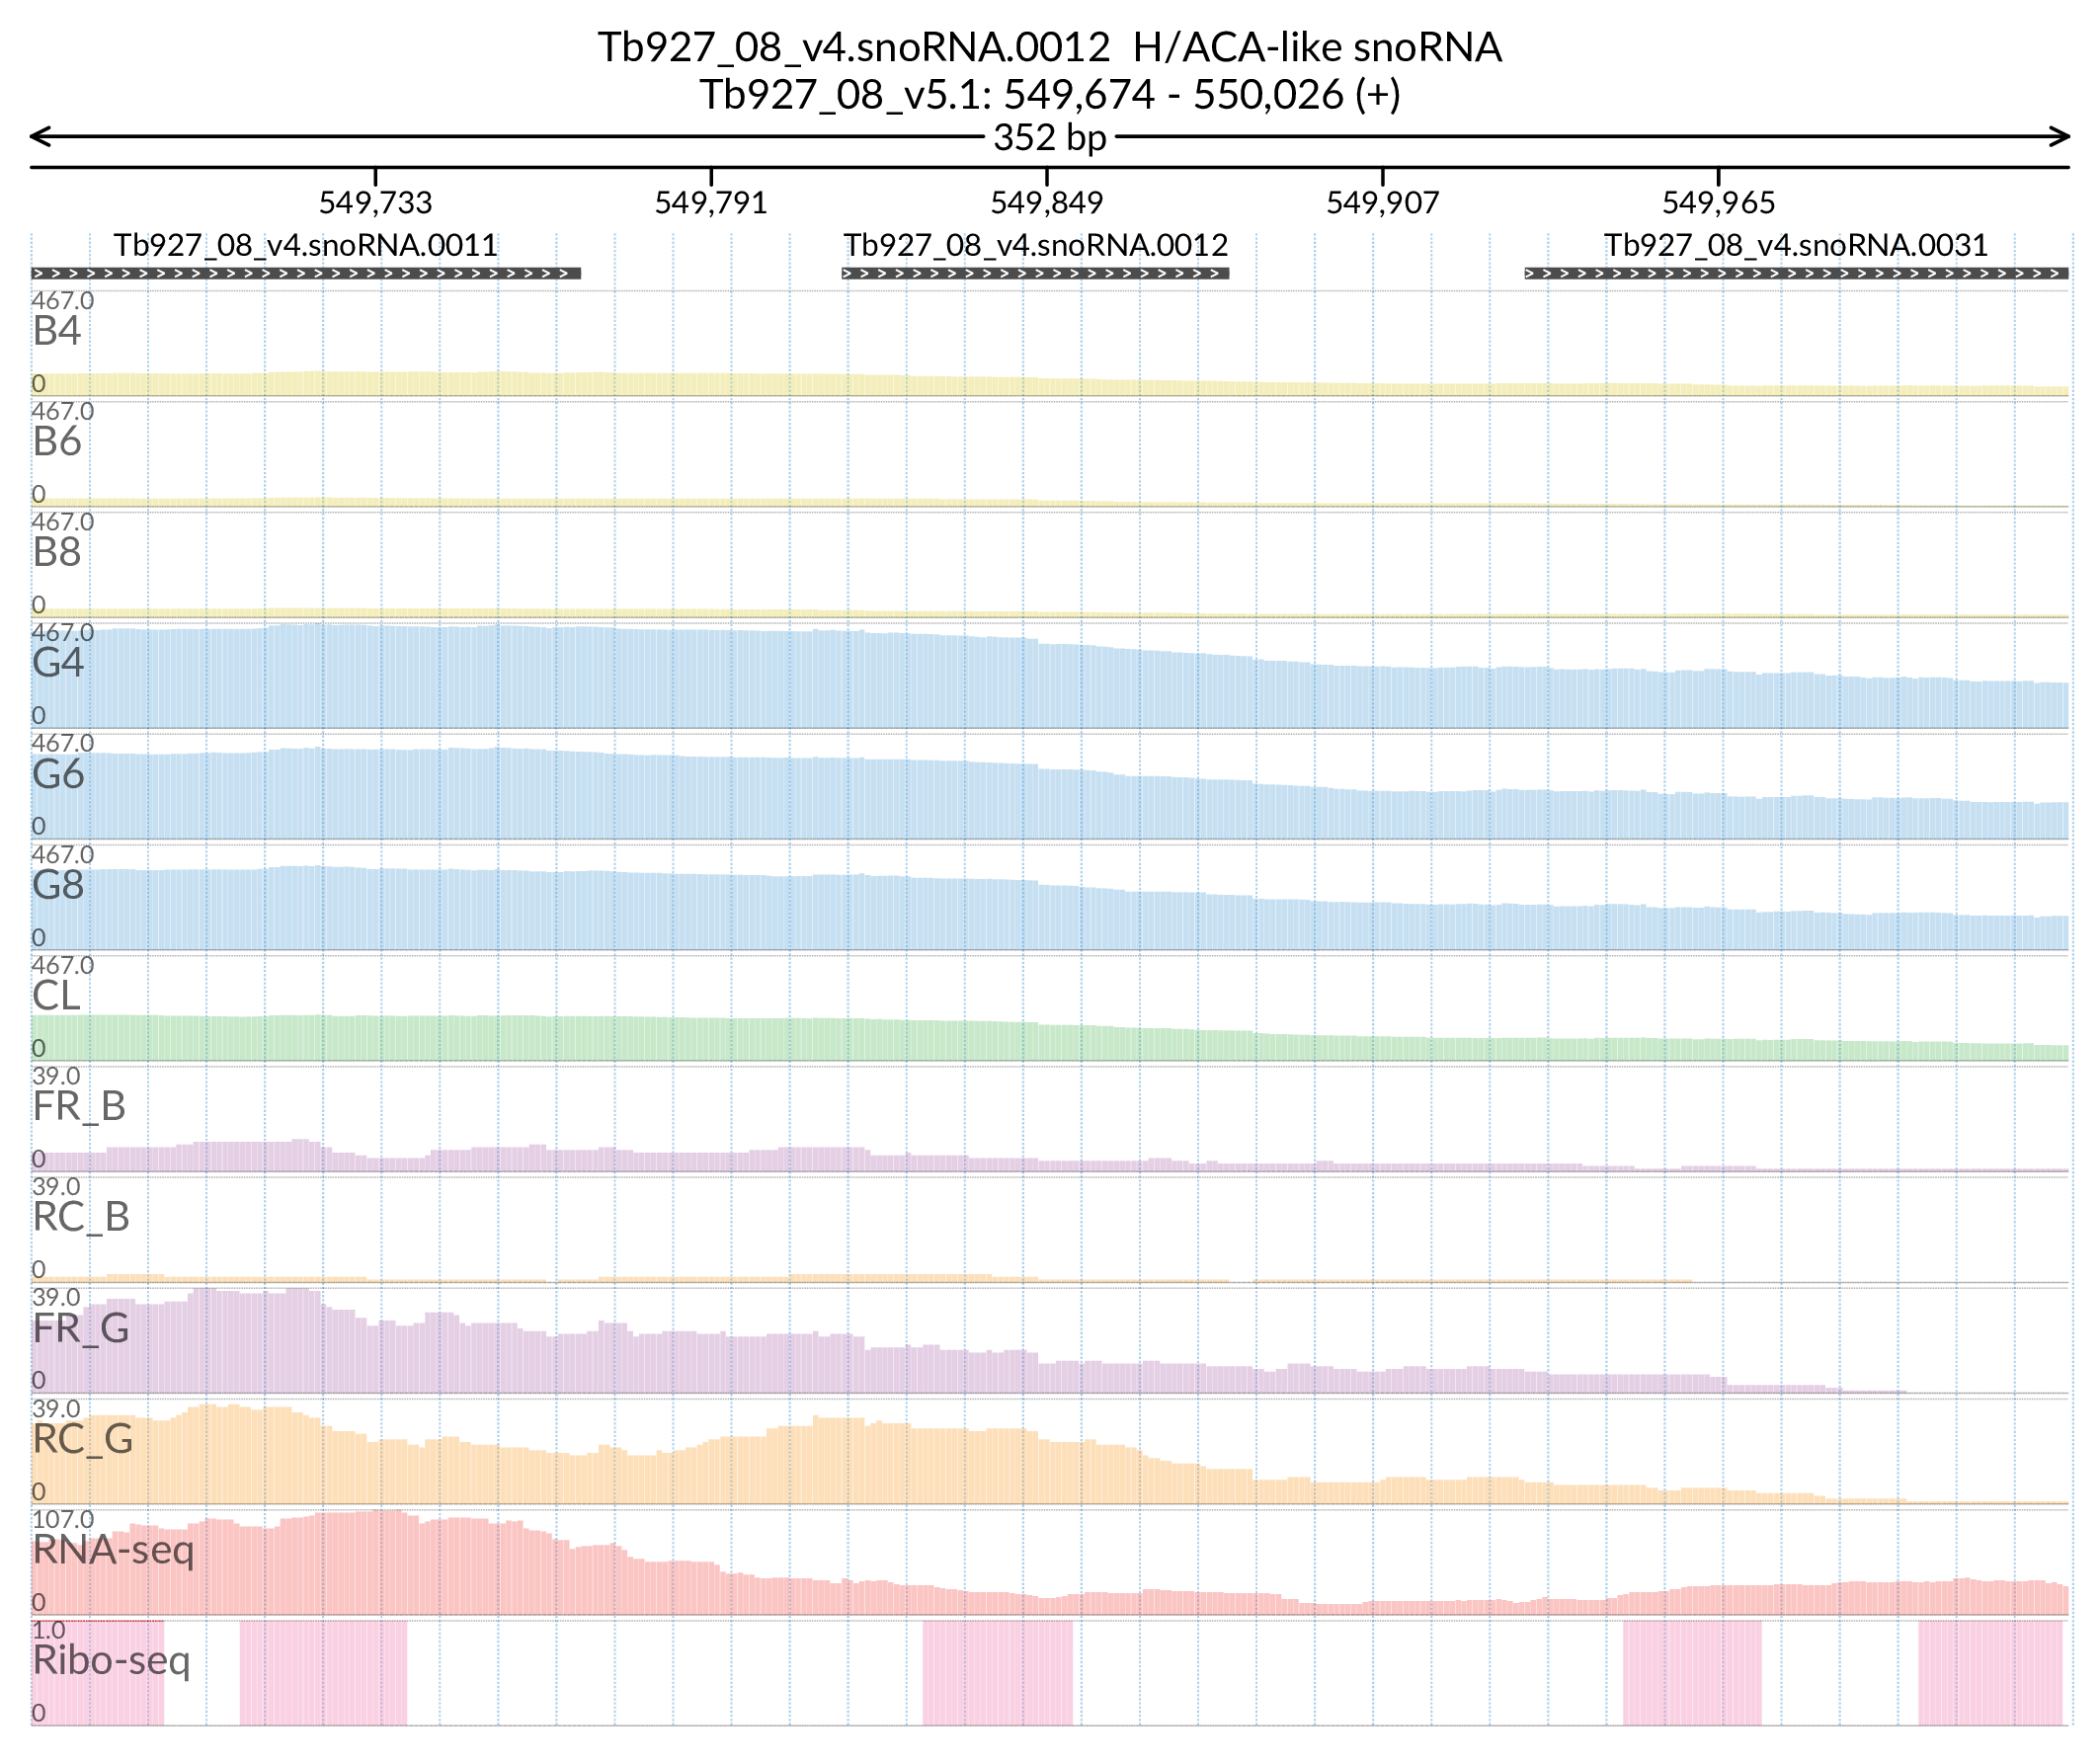 Tb927_08_v4.snoRNA.0012 H/ACA-like snoRNA
Tb927_08_v5.1: 549,674 - 550,026 (+)
352 bp
549,733 549,791 549,849 549,907 549,965
Tb927_08_v4.snoRNA.0011 Tb927_08_v4.snoRNA.0012 Tb927_08_v4.snoRNA.0031
467.0
B4
0
467.0
B6
0
467.0
B8
0
467.0
G4
0
467.0
G6
0
467.0
G8
0
467.0
CL
0
39.0
FR_B
0
39.0
RC_B
0
39.0
FR_G
0
39.0
RC_G
0
107.0
RNA-seq
0
1.0
Ribo-seq
0